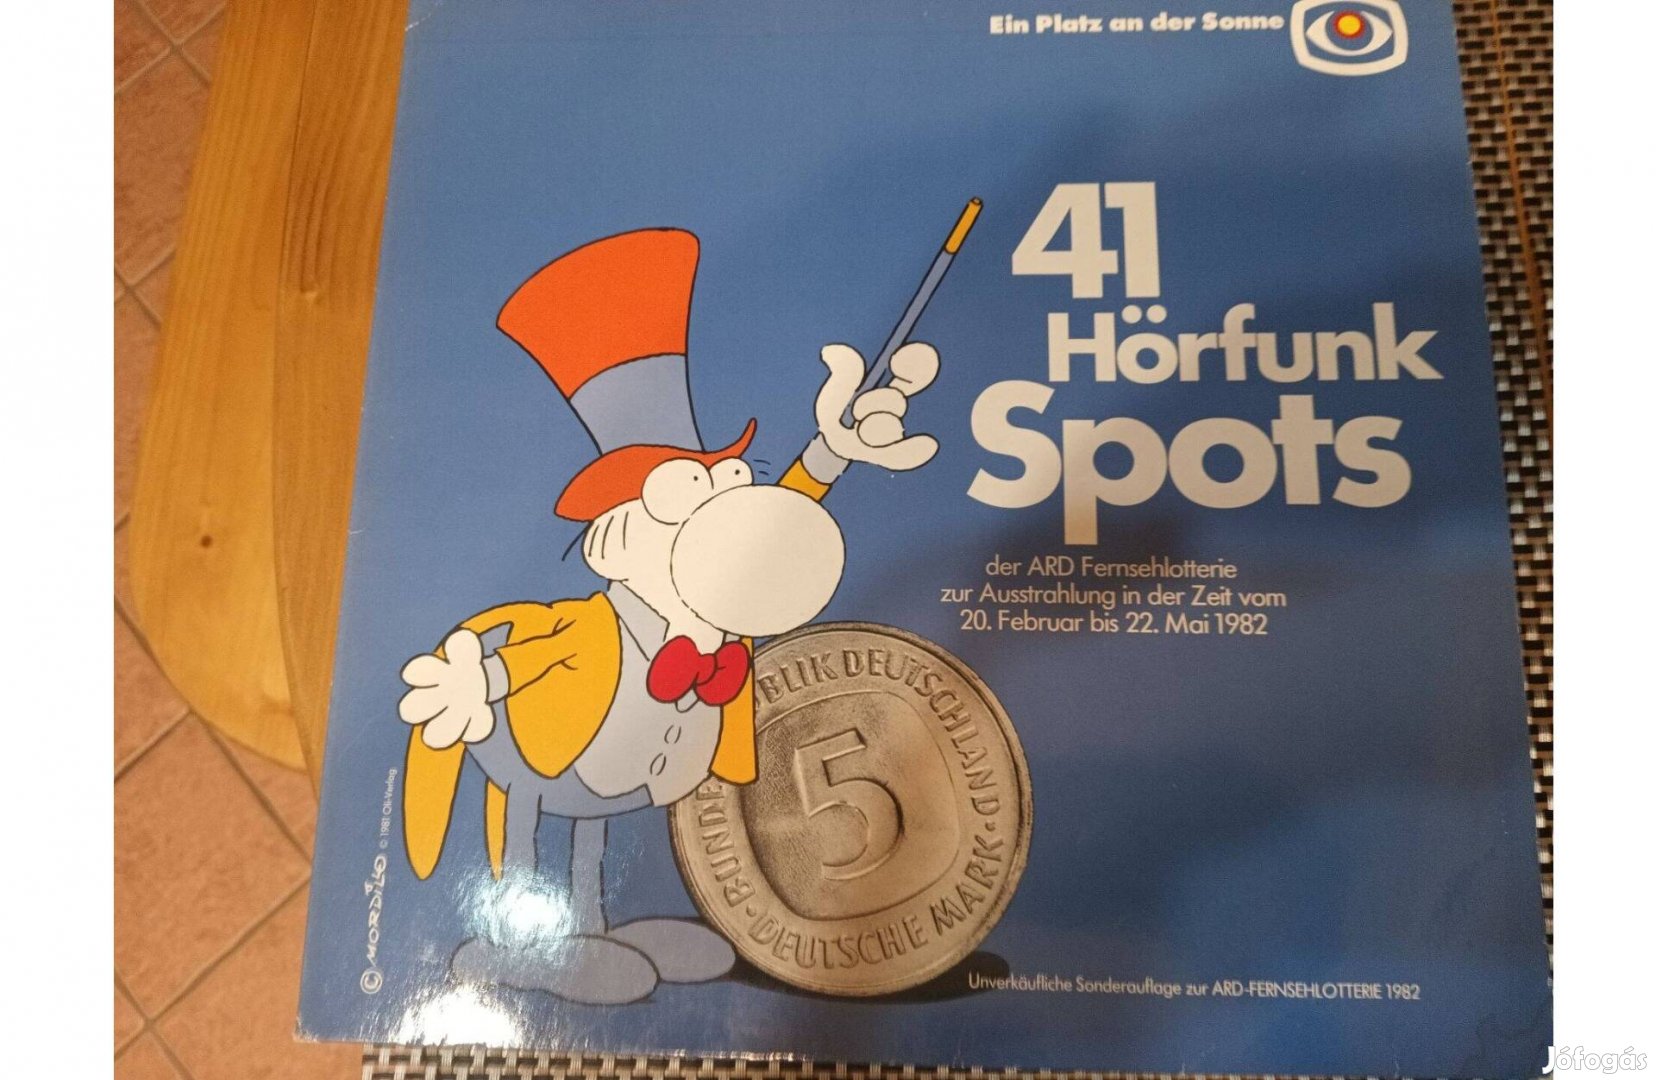 Ein Platz an der Sonne
41
Hörfunk
Spots
der ARD Fernsehlotterie
zur Ausstrahlung in der Zeit vom
20. Februar bis 22. Mai 1982
BUNDE BLIK DEUTSCHLAND
5
DEUTSCHE MARK
© MORDILLO © 1981 Oli-Verlag
Unverkäufliche Sonderauflage zur ARD-FERNSEHLOTTERIE 1982
Jófogás